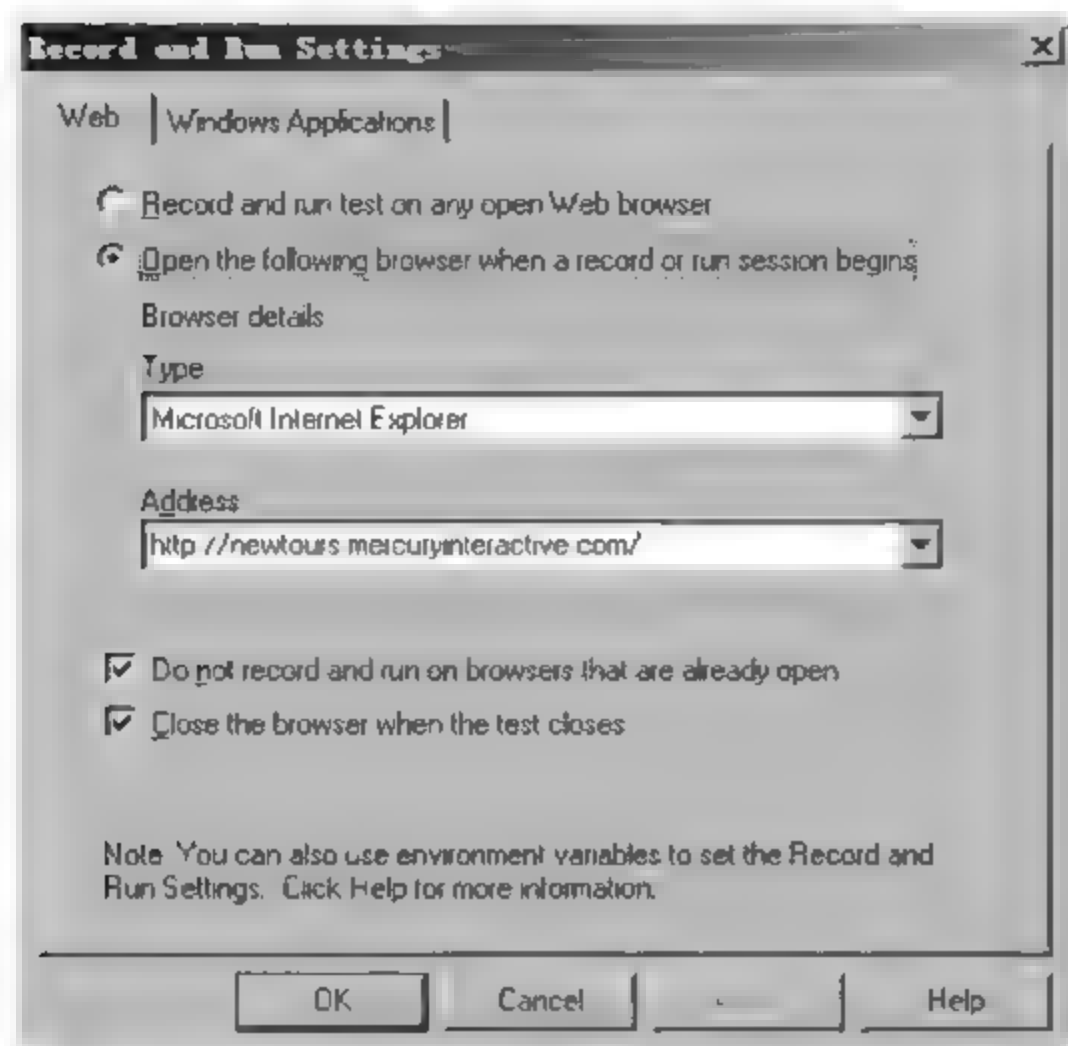 Record and Run Settings
Web
Windows Applications
Record and run test on any open Web browser
Open the following browser when a record or run session begins
Browser details
Type
Microsoft Internet Explorer
Address
http //newtours mercuryinteractive com/
Do not record and run on browsers that are already open
Close the browser when the test closes
Note You can also use environment variables to set the Record and
Run Settings. Click Help for more information.
OK
Cancel
Help